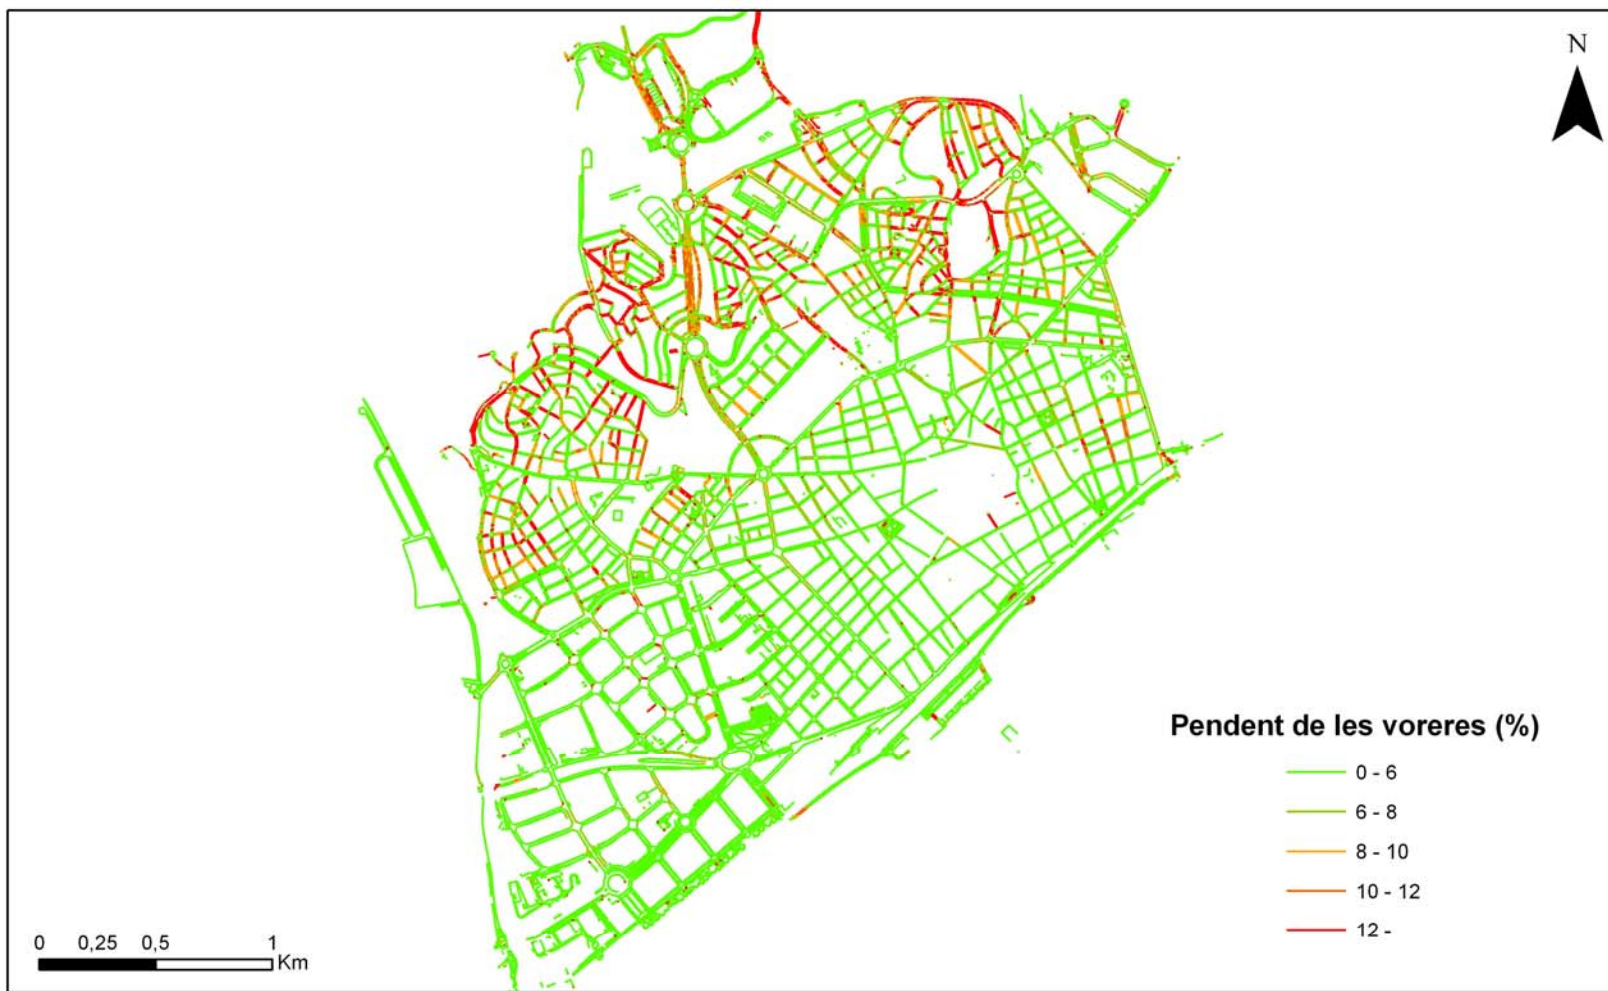 N
Pendent de les voreres (%)
0 - 6
6 - 8
8 - 10
10 - 12
12 -
0 0,25 0,5 1
Km